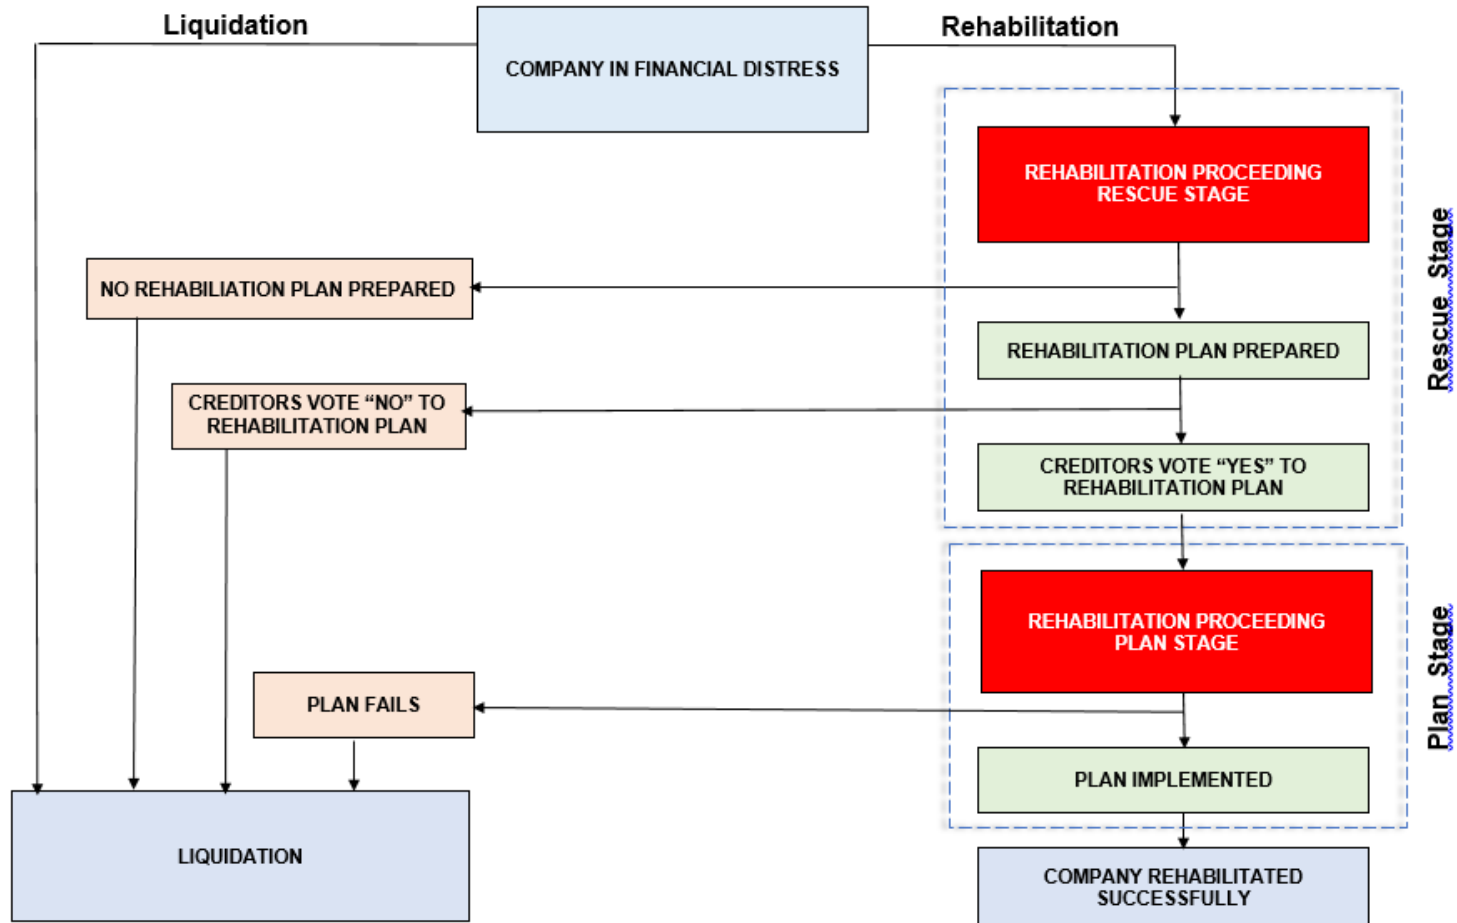 Liquidation
Rehabilitation
COMPANY IN FINANCIAL DISTRESS
REHABILITATION PROCEEDING
RESCUE STAGE
Rescue Stage
NO REHABILIATION PLAN PREPARED
REHABILITATION PLAN PREPARED
CREDITORS VOTE “NO” TO
REHABILITATION PLAN
CREDITORS VOTE “YES” TO
REHABILITATION PLAN
REHABILITATION PROCEEDING
PLAN STAGE
Plan Stage
PLAN FAILS
PLAN IMPLEMENTED
LIQUIDATION
COMPANY REHABILITATED
SUCCESSFULLY